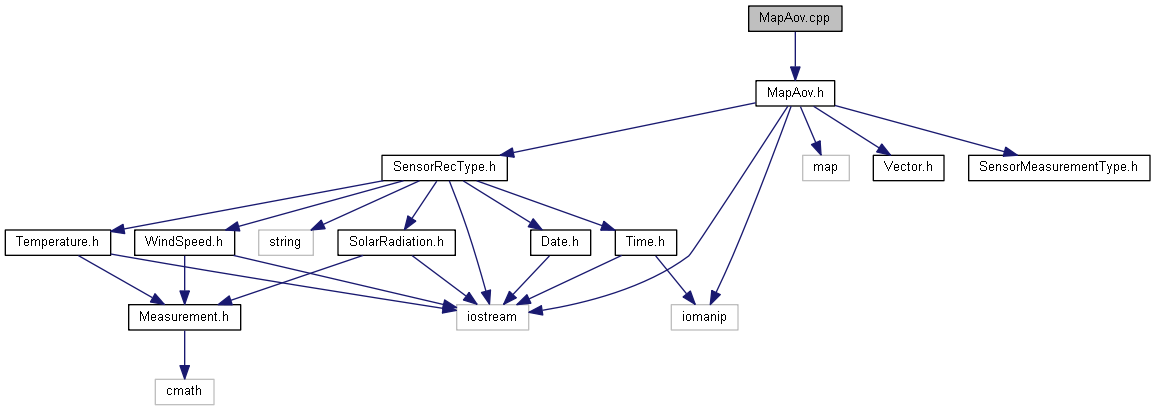 MapAov.cpp
MapAov.h
SensorRecType.h
map
Vector.h
SensorMeasurementType.h
Temperature.h
WindSpeed.h
string
SolarRadiation.h
Date.h
Time.h
Measurement.h
iostream
iomanip
cmath